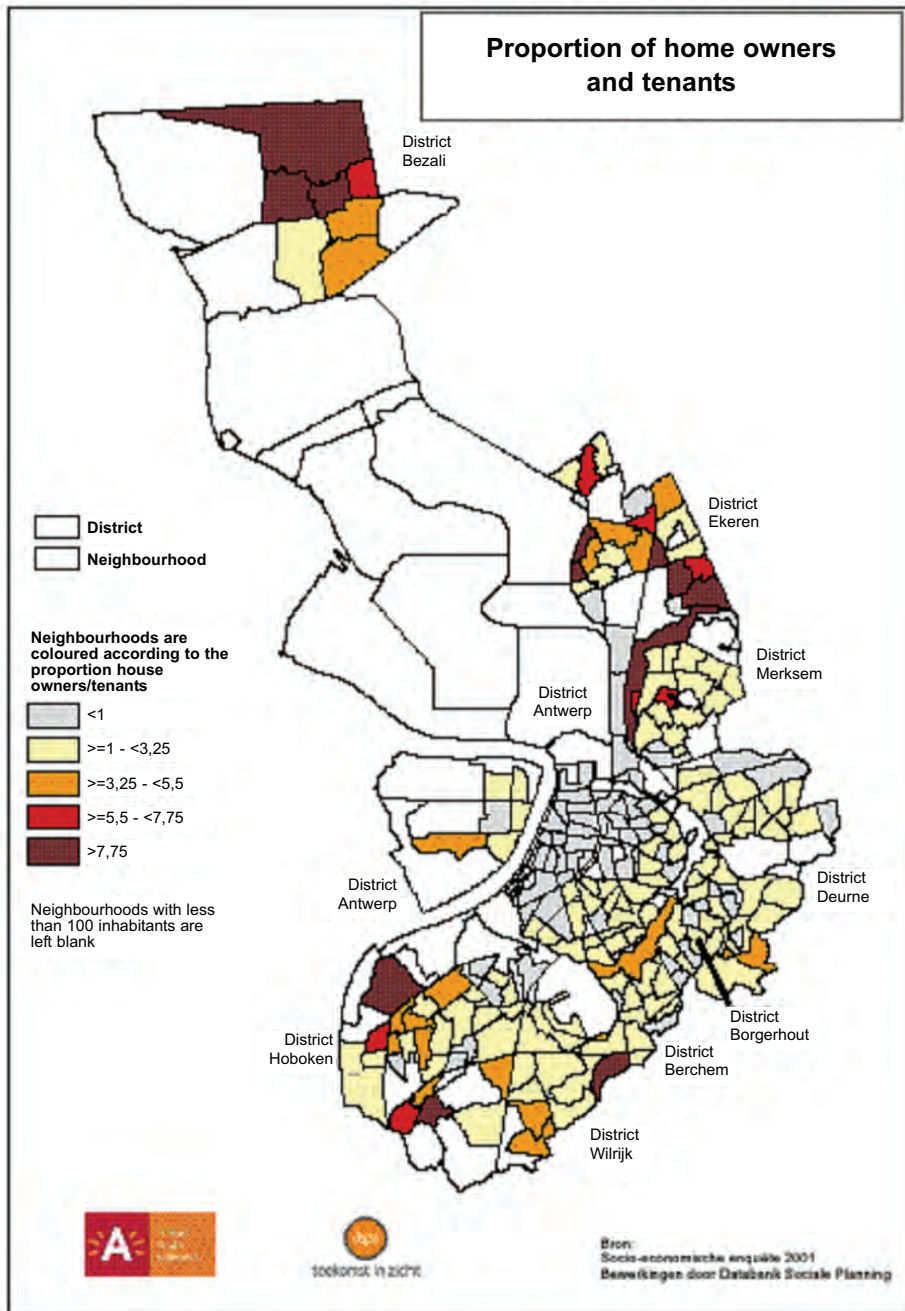 Proportion of home owners
and tenants
District
Bezali
District
Ekeren
District
Neighbourhood
Neighbourhoods are
coloured according to the
proportion house
owners/tenants
<1
>=1 - <3,25
>=3,25 - <5,5
>=5,5 - <7,75
>7,75
Neighbourhoods with less
than 100 inhabitants are
left blank
District
Merksem
District
Antwerp
District
Antwerp
District
Deurne
District
Borgerhout
District
Hoboken
District
Berchem
District
Wilrijk
A
toekomst in zicht
Bron:
Socio-economische enquête 2001
Bewerkingen door Databank Sociale Planning